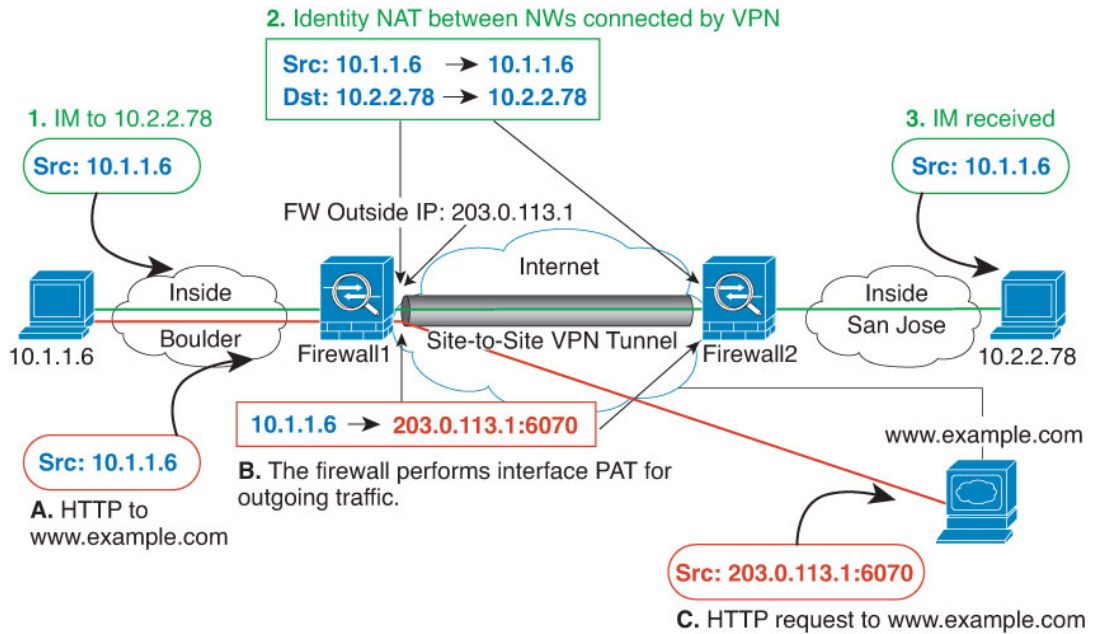 2. Identity NAT between NWs connected by VPN
Src: 10.1.1.6 → 10.1.1.6
Dst: 10.2.2.78 → 10.2.2.78
1. IM to 10.2.2.78
Src: 10.1.1.6
3. IM received
Src: 10.1.1.6
FW Outside IP: 203.0.113.1
Internet
Inside
Boulder
Inside
San Jose
10.1.1.6
Firewall1
Site-to-Site VPN Tunnel
Firewall2
10.2.2.78
10.1.1.6 → 203.0.113.1:6070
B. The firewall performs interface PAT for
outgoing traffic.
Src: 10.1.1.6
A. HTTP to
www.example.com
www.example.com
Src: 203.0.113.1:6070
C. HTTP request to www.example.com